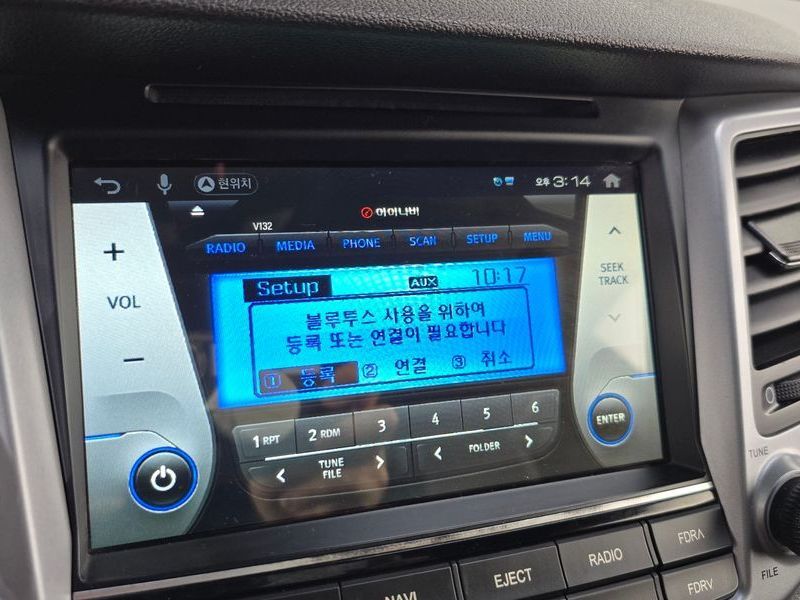 현위치
오후 3:14
아이나비
V132
RADIO MEDIA PHONE SCAN SETUP MENU
+
VOL
−
SEEK
TRACK
Setup AUX 10:17
블루투스 사용을 위하여
등록 또는 연결이 필요합니다
1 등록 2 연결 3 취소
1 RPT 2 RDM 3 4 5 6
ENTER
< TUNE FILE > < FOLDER >
TUNE
FILE
NAVI EJECT RADIO FDR∧
FDR∨